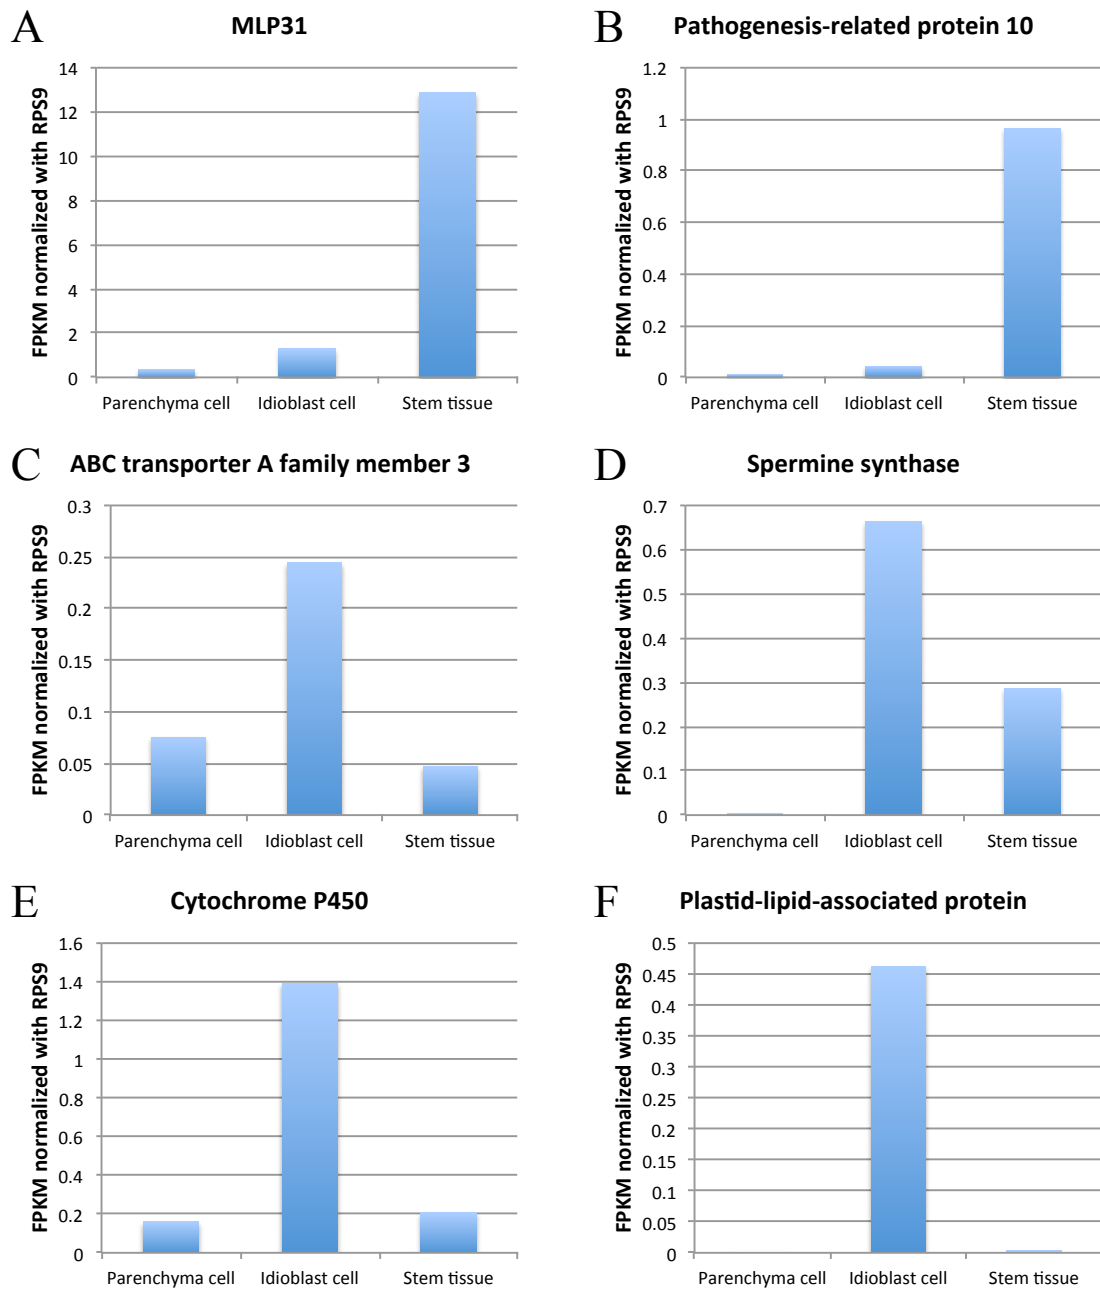 A
MLP31
FPKM normalized with RPS9
14
12
10
8
6
4
2
0
Parenchyma cell Idioblast cell Stem tissue
B
Pathogenesis-related protein 10
FPKM normalized with RPS9
1.2
1
0.8
0.6
0.4
0.2
0
Parenchyma cell Idioblast cell Stem tissue
C
ABC transporter A family member 3
FPKM normalized with RPS9
0.3
0.25
0.2
0.15
0.1
0.05
0
Parenchyma cell Idioblast cell Stem tissue
D
Spermine synthase
FPKM normalized with RPS9
0.7
0.6
0.5
0.4
0.3
0.2
0.1
0
Parenchyma cell Idioblast cell Stem tissue
E
Cytochrome P450
FPKM normalized with RPS9
1.6
1.4
1.2
1
0.8
0.6
0.4
0.2
0
Parenchyma cell Idioblast cell Stem tissue
F
Plastid-lipid-associated protein
FPKM normalized with RPS9
0.5
0.45
0.4
0.35
0.3
0.25
0.2
0.15
0.1
0.05
0
Parenchyma cell Idioblast cell Stem tissue